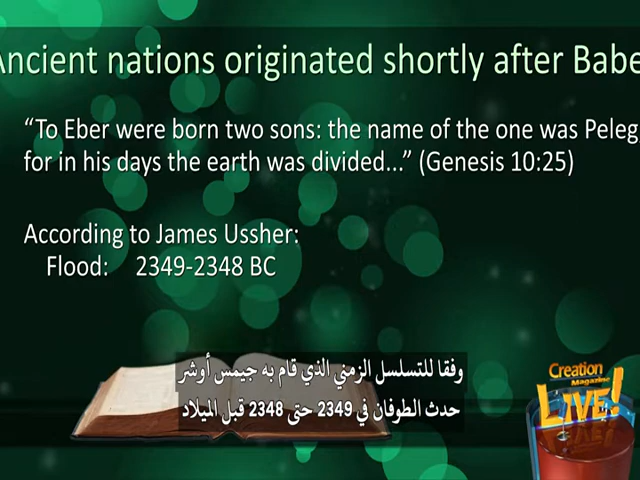 Ancient nations originated shortly after Babe
“To Eber were born two sons: the name of the one was Peleg,
for in his days the earth was divided...” (Genesis 10:25)
According to James Ussher:
Flood: 2349-2348 BC
وفقا للتسلسل الزمني الذي قام به جيمس أوشر
حدث الطوفان في 2349 حتى 2348 قبل الميلاد
Creation
Magazine
LIVE!